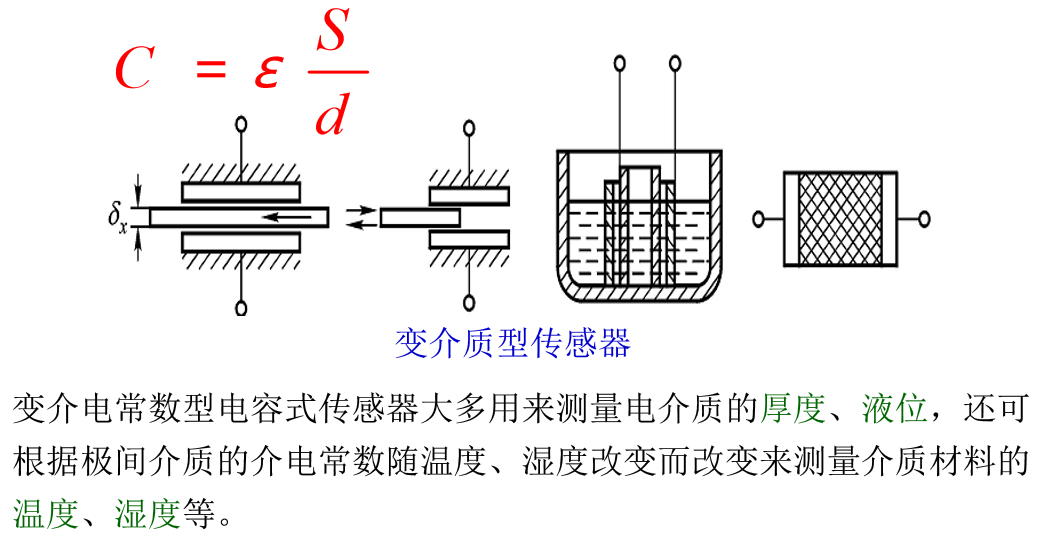 C = ε S/d
δx
变介质型传感器
变介电常数型电容式传感器大多用来测量电介质的厚度、液位，还可
根据极间介质的介电常数随温度、湿度改变而改变来测量介质材料的
温度、湿度等。